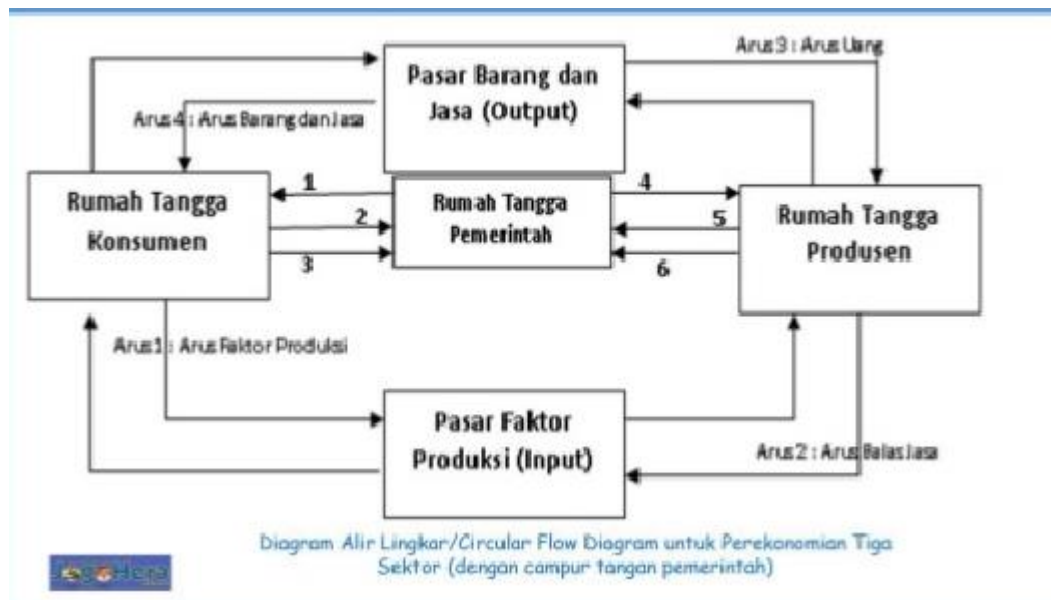 Arus 3 : Arus Uang
Pasar Barang dan
Jasa (Output)
Arus 4 : Arus Barang dan Jasa
1
4
Rumah Tangga
Konsumen
2
3
Rumah Tangga
Pemerintah
5
6
Rumah Tangga
Produsen
Arus 1 : Arus Faktor Produksi
Pasar Faktor
Produksi (Input)
Arus 2 : Arus Balas Jasa
Diagram Alir Lingkar/Circular Flow Diagram untuk Perekonomian Tiga
Sektor (dengan campur tangan pemerintah)